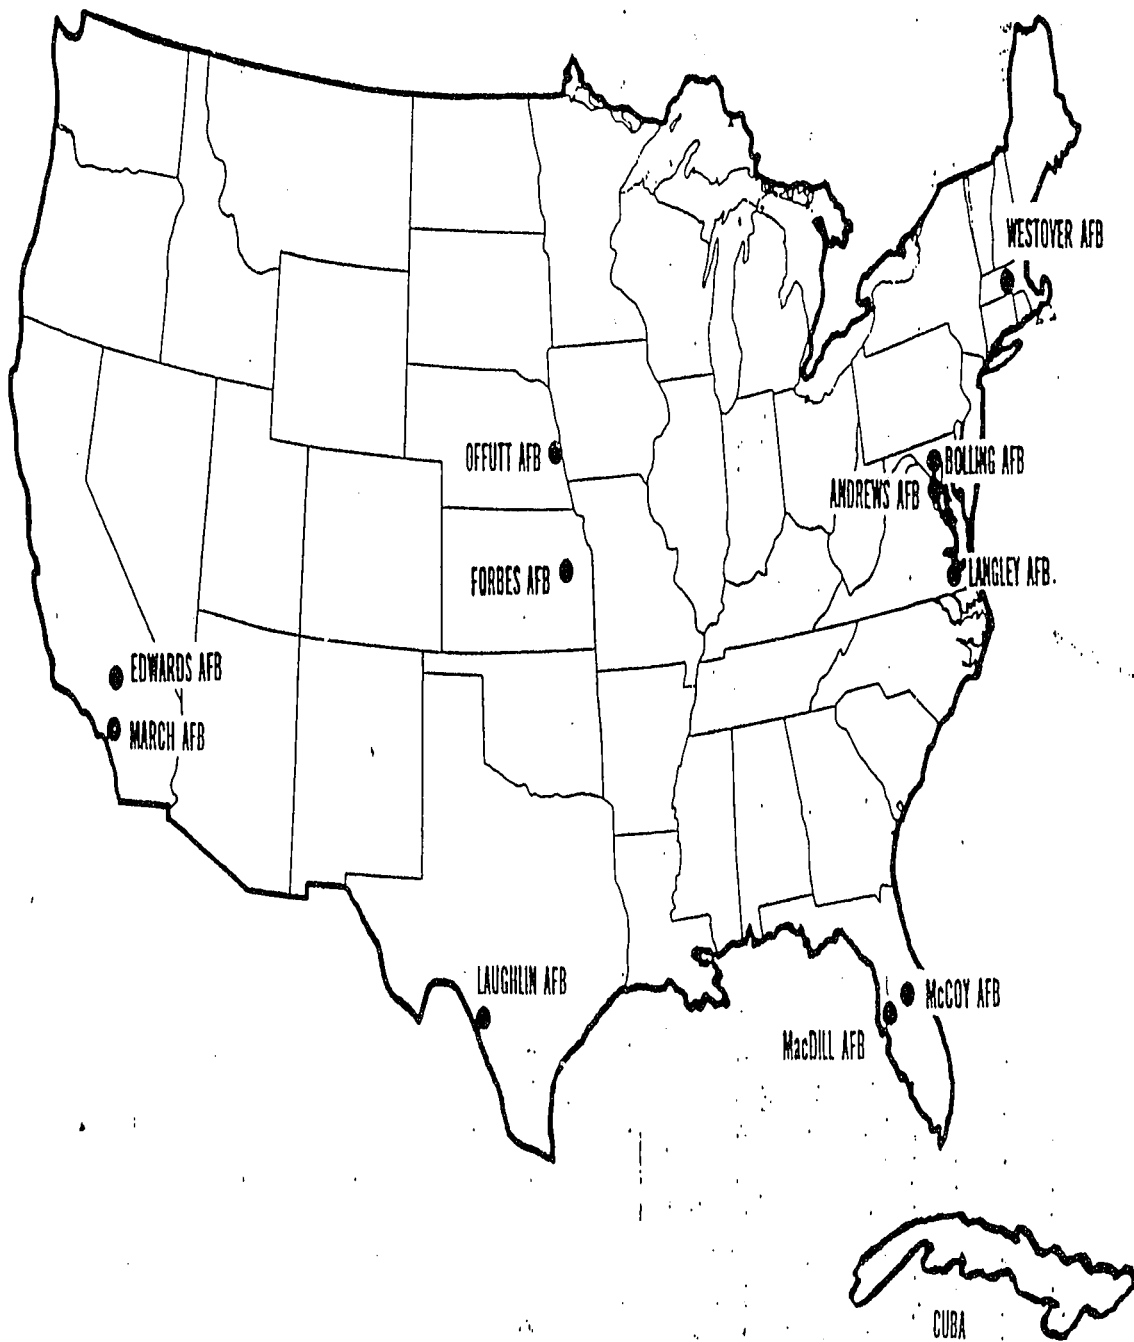 WESTOVER AFB
OFFUTT AFB
BOLLING AFB
ANDREWS AFB
FORBES AFB
LANGLEY AFB.
EDWARDS AFB
MARCH AFB
LAUGHLIN AFB
McCOY AFB
MacDILL AFB
CUBA